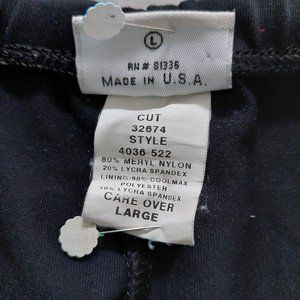 L
RN# 81336
MADE IN U.S.A.
CUT
32674
STYLE
4036-522
80% MERYL NYLON
20% LYCRA SPANDEX
LINING:90% COOLMAX
POLYESTER
10% LYCRA SPANDEX
CARE OVER
LARGE